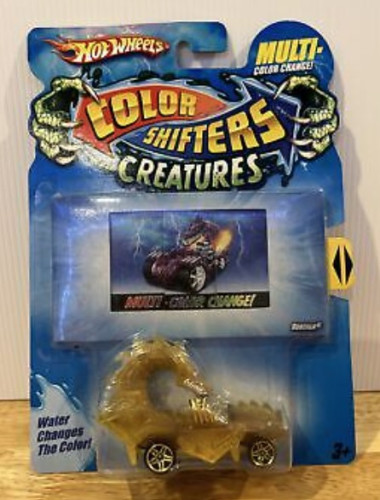 Hot Wheels
MULTI-
COLOR CHANGE!
COLOR
SHIFTERS
CREATURES
MULTI-COLOR CHANGE!
Water
Changes
The Color!
3+